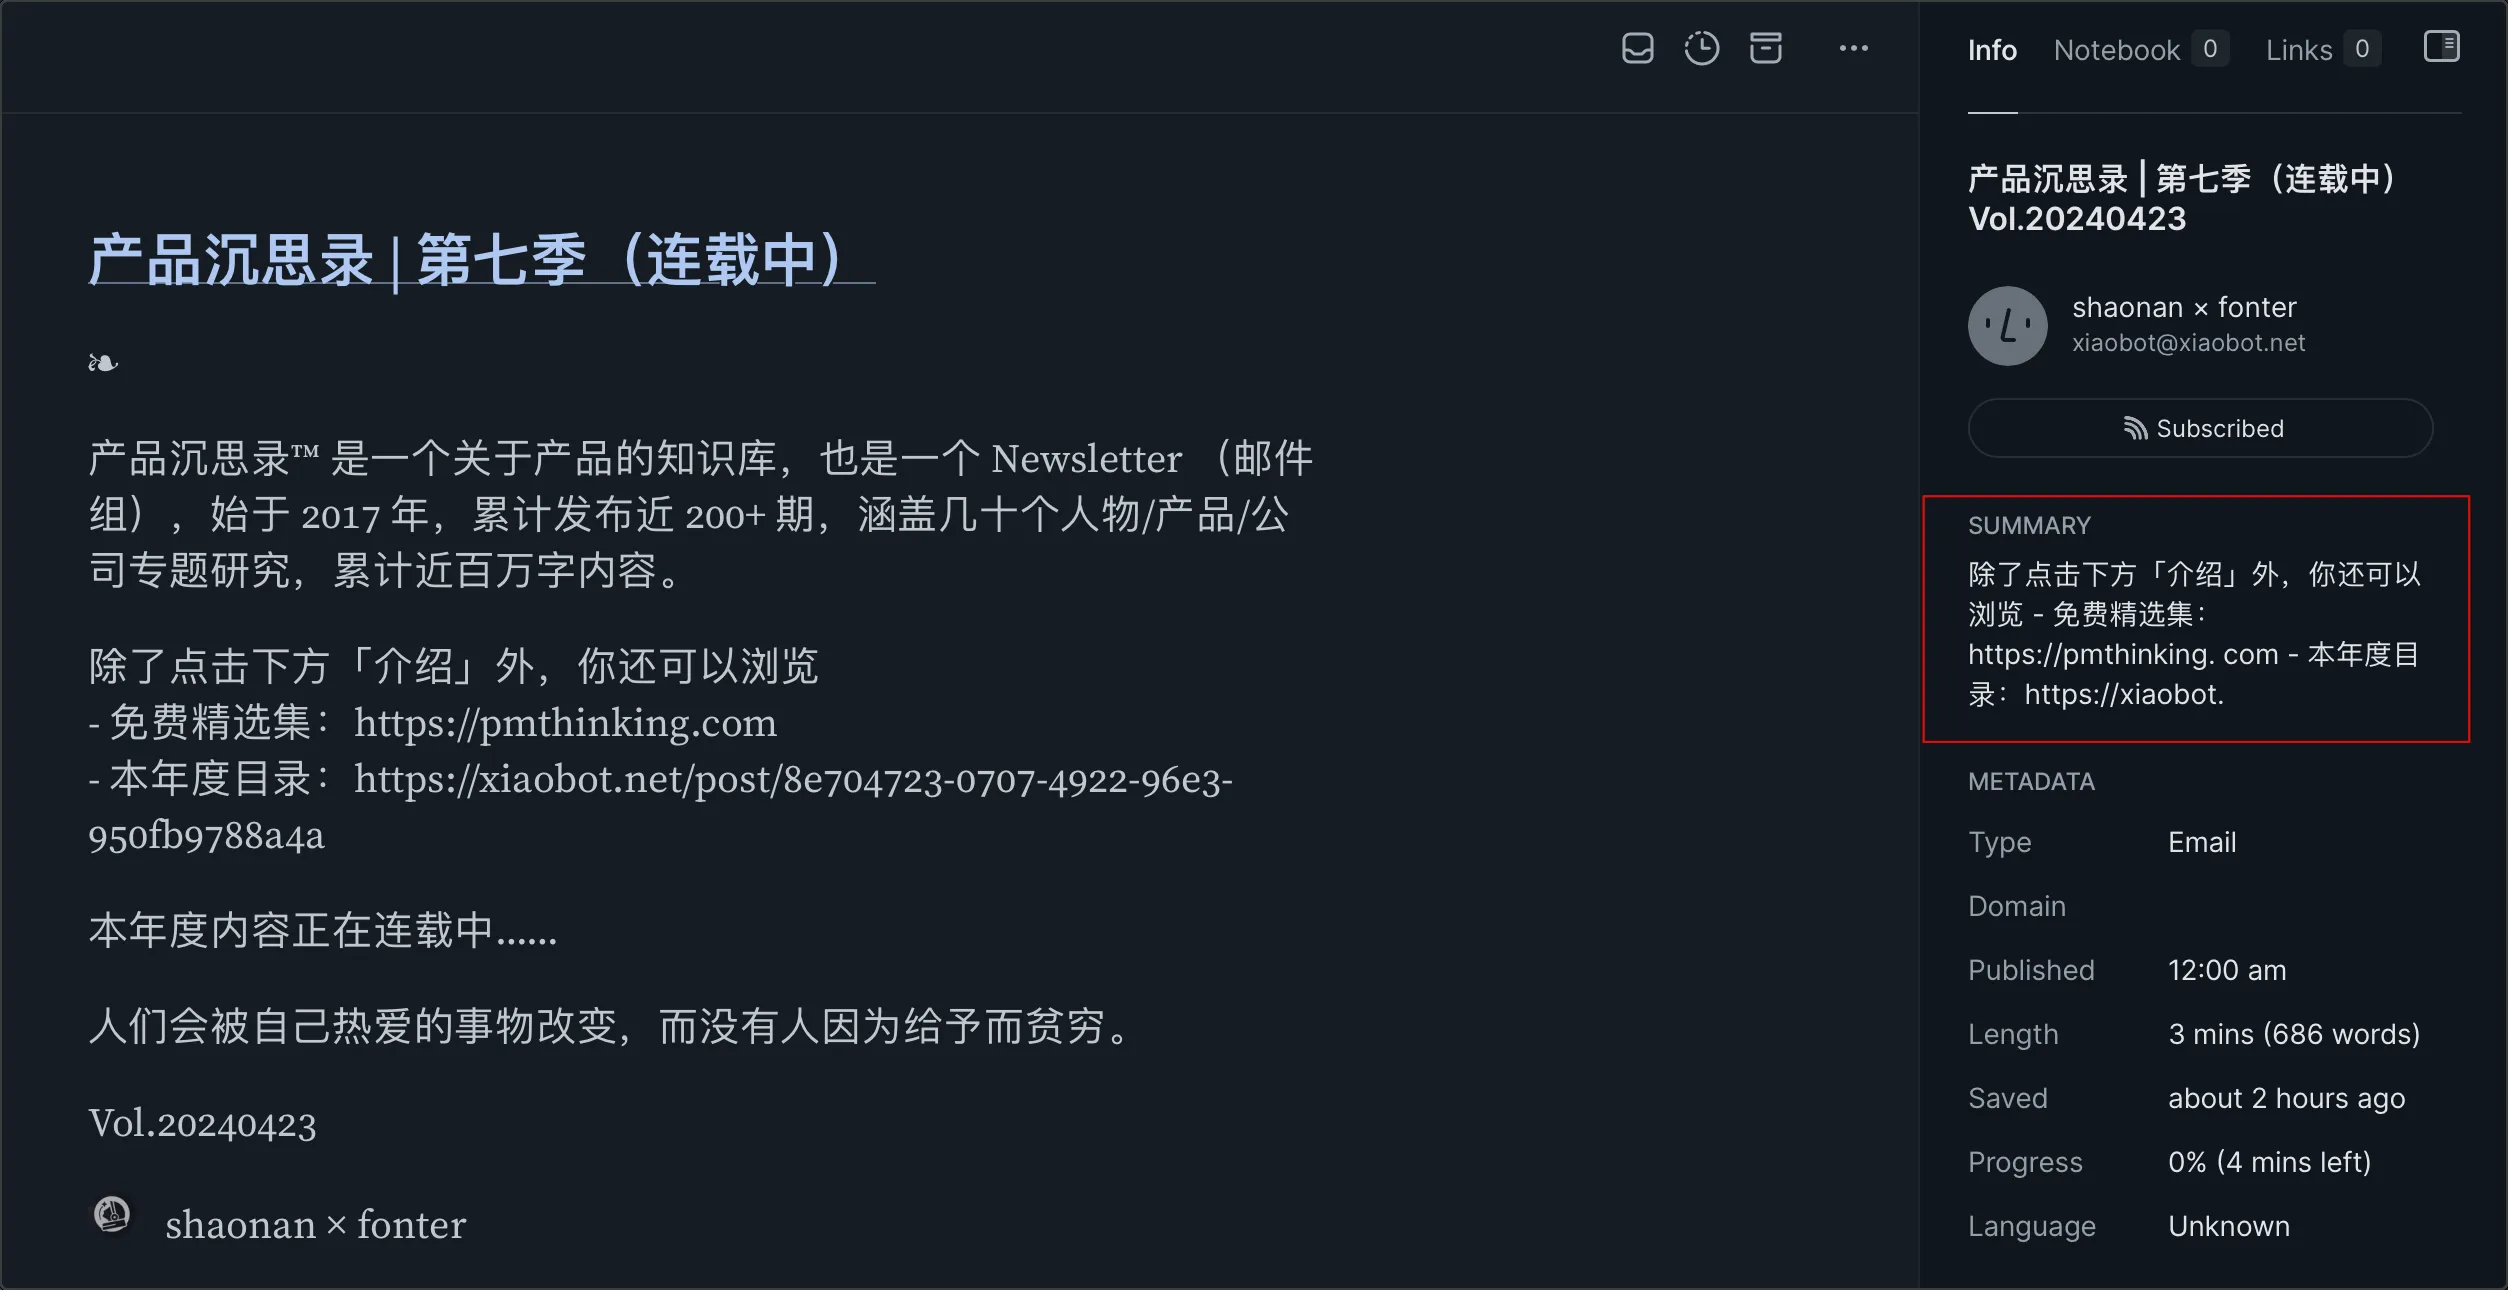 Info Notebook 0 Links 0
产品沉思录 | 第七季（连载中）
❧
产品沉思录™ 是一个关于产品的知识库，也是一个 Newsletter （邮件
组），始于 2017 年，累计发布近 200+ 期，涵盖几十个人物/产品/公
司专题研究，累计近百万字内容。
除了点击下方「介绍」外，你还可以浏览
- 免费精选集：https://pmthinking.com
- 本年度目录：https://xiaobot.net/post/8e704723-0707-4922-96e3-
950fb9788a4a
本年度内容正在连载中......
人们会被自己热爱的事物改变，而没有人因为给予而贫穷。
Vol.20240423
shaonan × fonter
产品沉思录 | 第七季（连载中）
Vol.20240423
shaonan × fonter
xiaobot@xiaobot.net
Subscribed
SUMMARY
除了点击下方「介绍」外，你还可以
浏览 - 免费精选集：
https://pmthinking. com - 本年度目
录：https://xiaobot.
METADATA
Type Email
Domain
Published 12:00 am
Length 3 mins (686 words)
Saved about 2 hours ago
Progress 0% (4 mins left)
Language Unknown